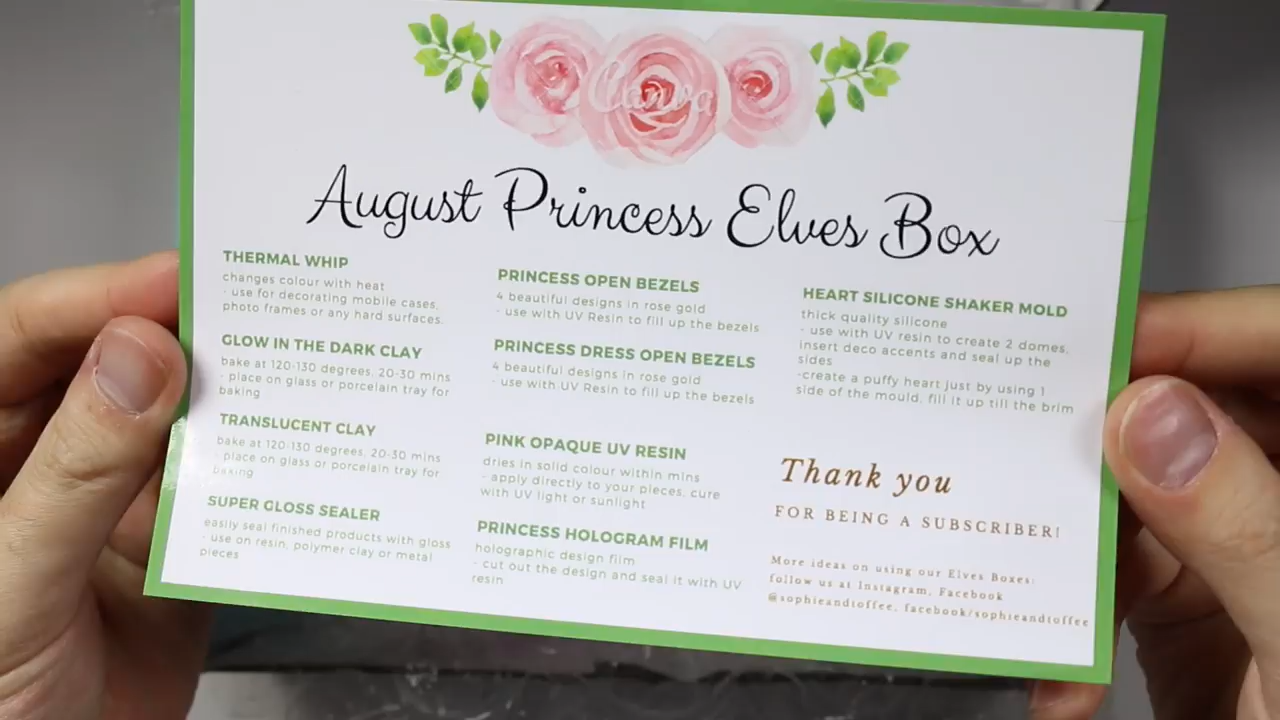 Canva
August Princess Elves Box
THERMAL WHIP
changes colour with heat
- use for decorating mobile cases,
photo frames or any hard surfaces.
GLOW IN THE DARK CLAY
bake at 120-130 degrees, 20-30 mins
- place on glass or porcelain tray for
baking
TRANSLUCENT CLAY
bake at 120-130 degrees, 20-30 mins
- place on glass or porcelain tray for
baking
SUPER GLOSS SEALER
easily seal finished products with gloss
- use on resin, polymer clay or metal
pieces
PRINCESS OPEN BEZELS
4 beautiful designs in rose gold
- use with UV Resin to fill up the bezels
PRINCESS DRESS OPEN BEZELS
4 beautiful designs in rose gold
- use with UV Resin to fill up the bezels
PINK OPAQUE UV RESIN
dries in solid colour within mins
- apply directly to your pieces, cure
with UV light or sunlight
PRINCESS HOLOGRAM FILM
holographic design film
- cut out the design and seal it with UV
resin
HEART SILICONE SHAKER MOLD
thick quality silicone
- use with UV resin to create 2 domes,
insert deco accents and seal up the
sides
-create a puffy heart just by using 1
side of the mould, fill it up till the brim
Thank you
FOR BEING A SUBSCRIBER!
More ideas on using our Elves Boxes:
follow us at Instagram, Facebook
@sophieandtoffee, facebook/sophieandtoffee